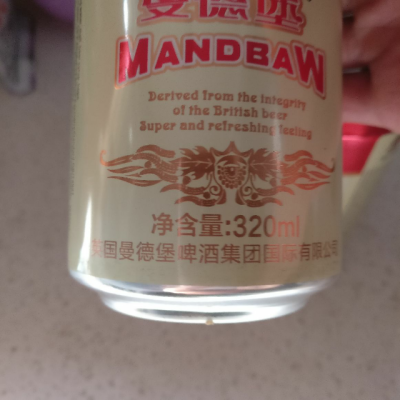 曼德堡
MANDBAW
Derived from the integrity
of the British beer
Super and refreshing feeling
净含量:320ml
英国曼德堡啤酒集团国际有限公司